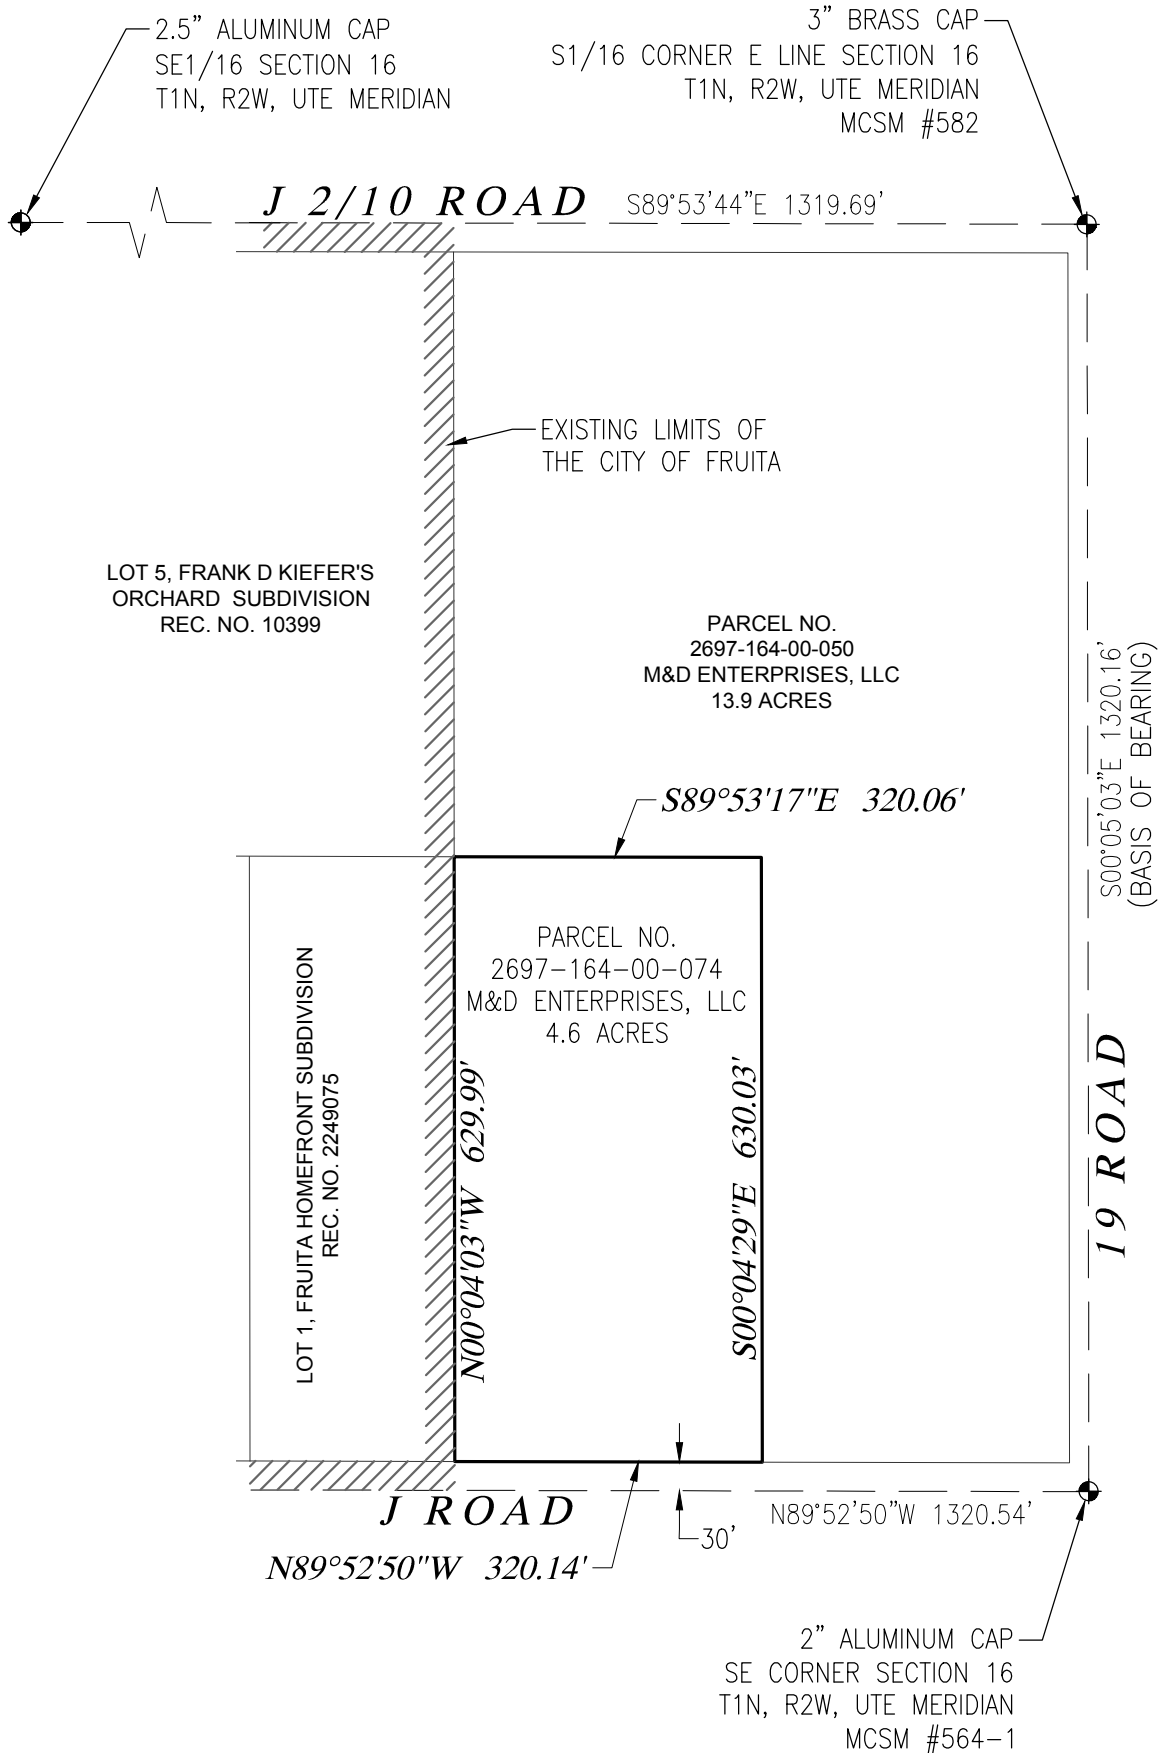 2.5” ALUMINUM CAP
SE1/16 SECTION 16
T1N, R2W, UTE MERIDIAN
3” BRASS CAP
S1/16 CORNER E LINE SECTION 16
T1N, R2W, UTE MERIDIAN
MCSM #582
J 2/10 ROAD
S89°53’44”E 1319.69’
EXISTING LIMITS OF
THE CITY OF FRUITA
LOT 5, FRANK D KIEFER'S
ORCHARD SUBDIVISION
REC. NO. 10399
PARCEL NO.
2697-164-00-050
M&D ENTERPRISES, LLC
13.9 ACRES
S00°05’03”E 1320.16’
(BASIS OF BEARING)
S89°53'17"E 320.06'
PARCEL NO.
2697-164-00-074
M&D ENTERPRISES, LLC
4.6 ACRES
LOT 1, FRUITA HOMEFRONT SUBDIVISION
REC. NO. 2249075
N00°04'03"W 629.99'
S00°04'29"E 630.03'
19 ROAD
J ROAD
N89°52’50”W 1320.54’
30’
N89°52'50"W 320.14'
2” ALUMINUM CAP
SE CORNER SECTION 16
T1N, R2W, UTE MERIDIAN
MCSM #564-1